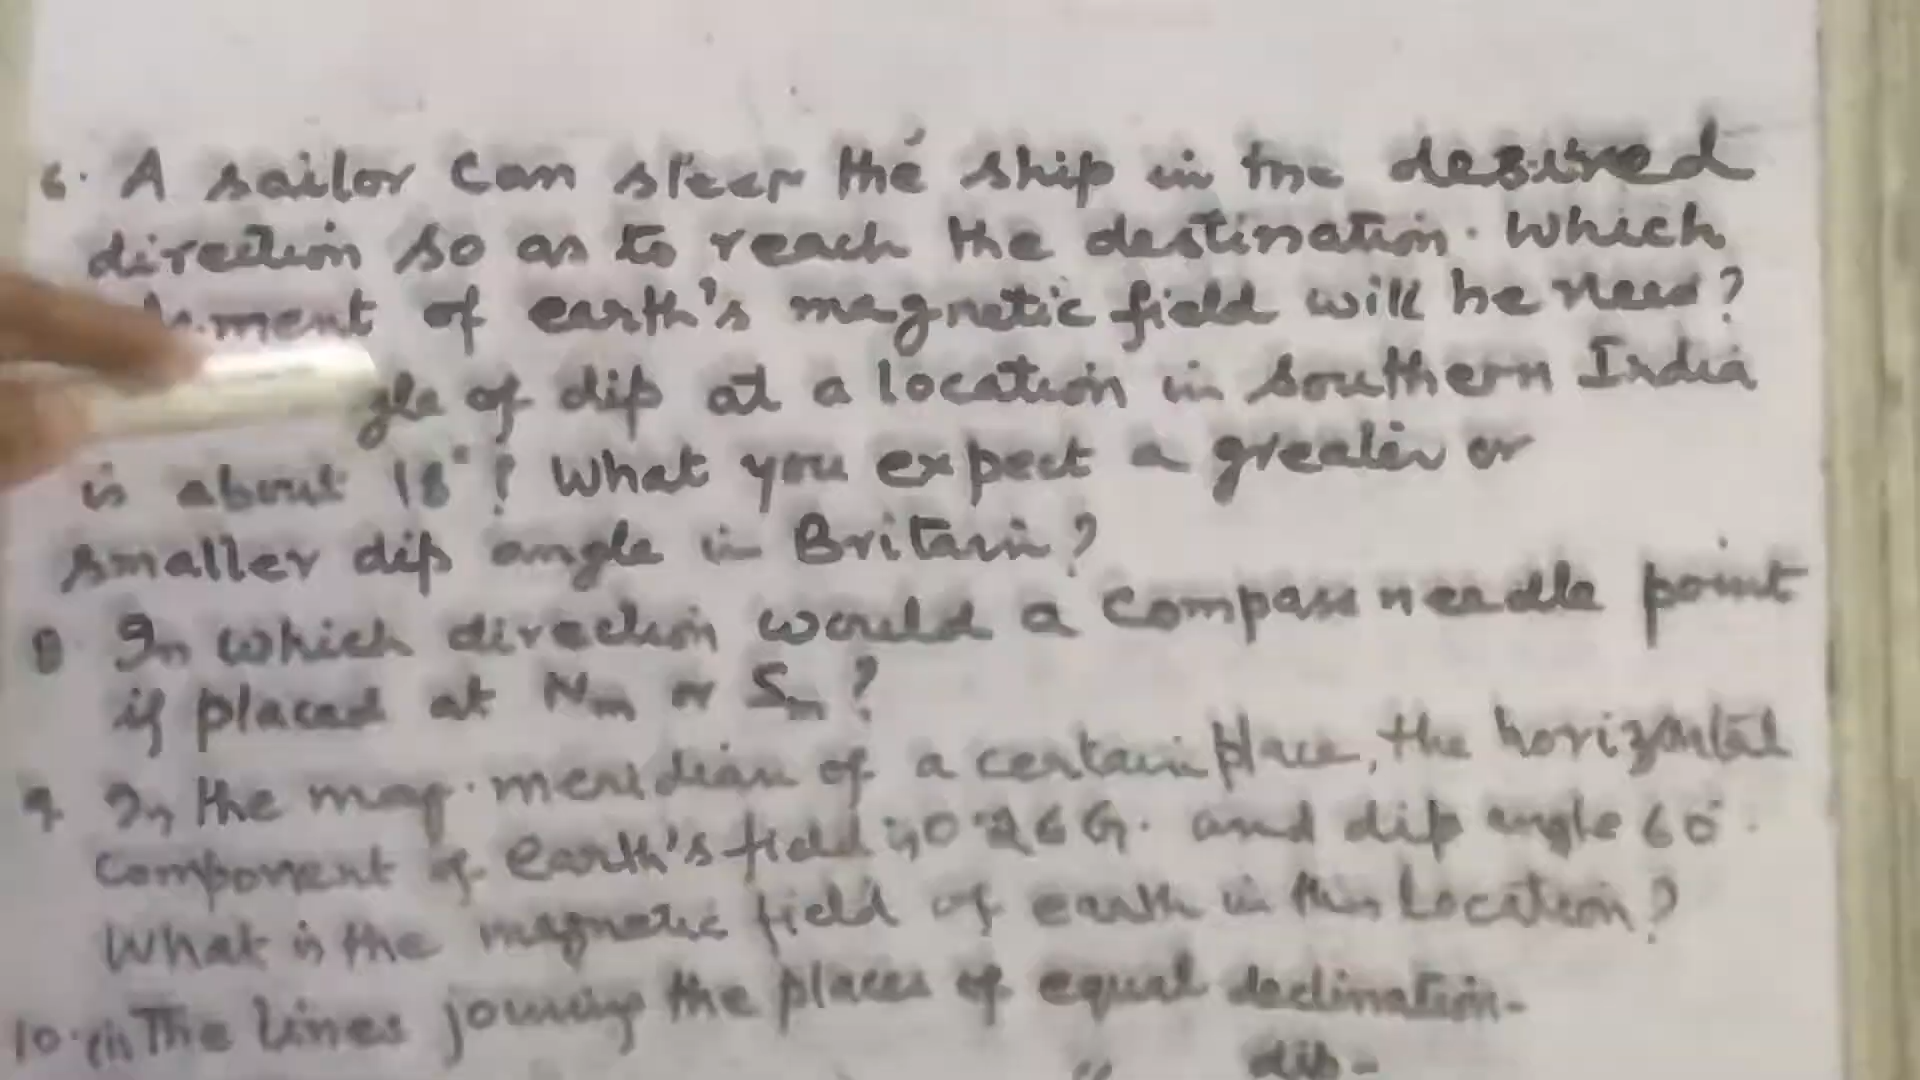 6. A sailor can steer the ship in the desired
direction so as to reach the destination. Which
of earth's magnetic field will he need?
of dip at a location in southern India
is about 18°! What you expect a greater or
smaller dip angle in Britain?
8 In which direction would a compass needle point
if placed at Nm or Sm?
9. In the mag. meridian of a certain place, the horizontal
component of earth's field is 0.26 G. and dip angle 60°.
What is the magnetic field of earth in this location?
10. (i) The lines joining the places of equal declination-
" dip-